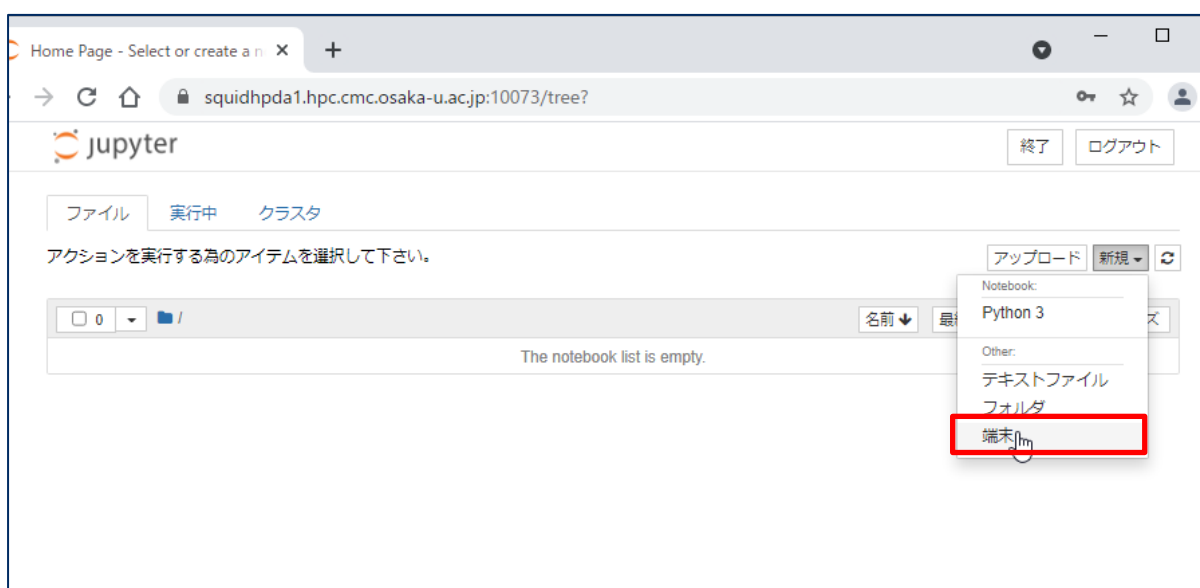 Home Page - Select or create a n
squidhpda1.hpc.cmc.osaka-u.ac.jp:10073/tree?
jupyter
終了 ログアウト
ファイル 実行中 クラスタ
アクションを実行する為のアイテムを選択して下さい。
アップロード 新規
Notebook:
0 / 名前 最 Python 3 ズ
The notebook list is empty.
Other:
テキストファイル
フォルダ
端末